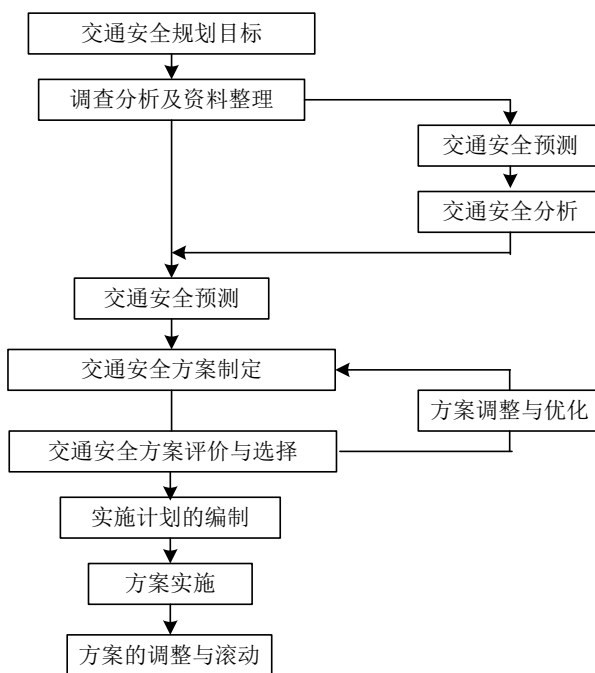 交通安全规划目标
调查分析及资料整理
交通安全预测
交通安全分析
交通安全预测
交通安全方案制定
方案调整与优化
交通安全方案评价与选择
实施计划的编制
方案实施
方案的调整与滚动